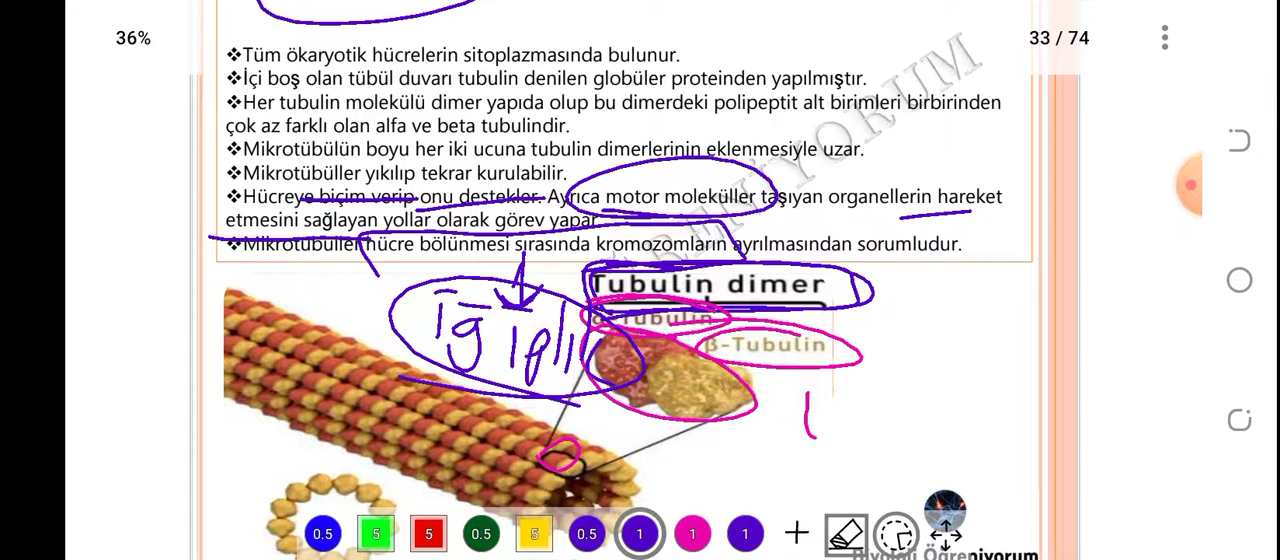 36%
33 / 74
❖Tüm ökaryotik hücrelerin sitoplazmasında bulunur.
❖İçi boş olan tübül duvarı tubulin denilen globüler proteinden yapılmıştır.
❖Her tubulin molekülü dimer yapıda olup bu dimerdeki polipeptit alt birimleri birbirinden
çok az farklı olan alfa ve beta tubulindir.
❖Mikrotübülün boyu her iki ucuna tubulin dimerlerinin eklenmesiyle uzar.
❖Mikrotübüller yıkılıp tekrar kurulabilir.
❖Hücreye biçim verip onu destekler. Ayrıca motor moleküller taşıyan organellerin hareket
etmesini sağlayan yollar olarak görev yapar
❖Mikrotübüller hücre bölünmesi sırasında kromozomların ayrılmasından sorumludur.
Tubulin dimer
α-Tubulin
β-Tubulin
iğ ipli
0.5 5 5 0.5 5 0.5 1 1 1
Biyoloji Öğreniyorum